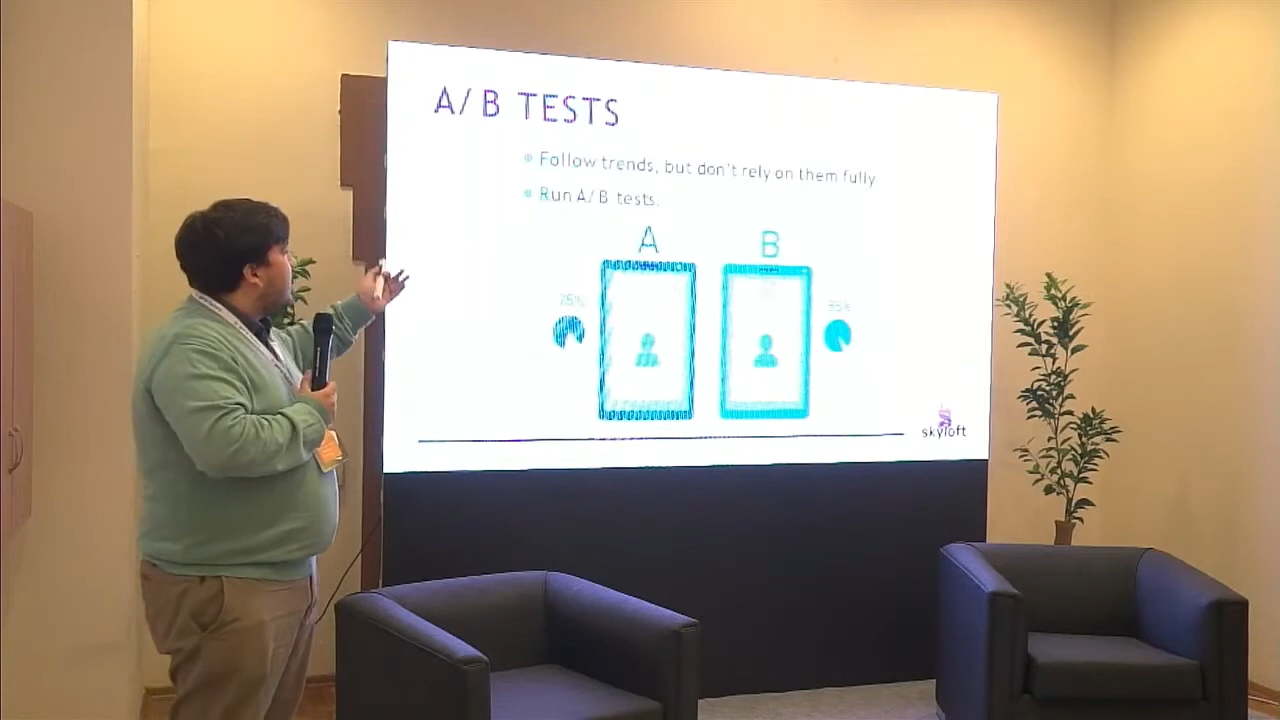 A/B TESTS
Follow trends, but don't rely on them fully
Run A/B tests.
A
B
skyloft